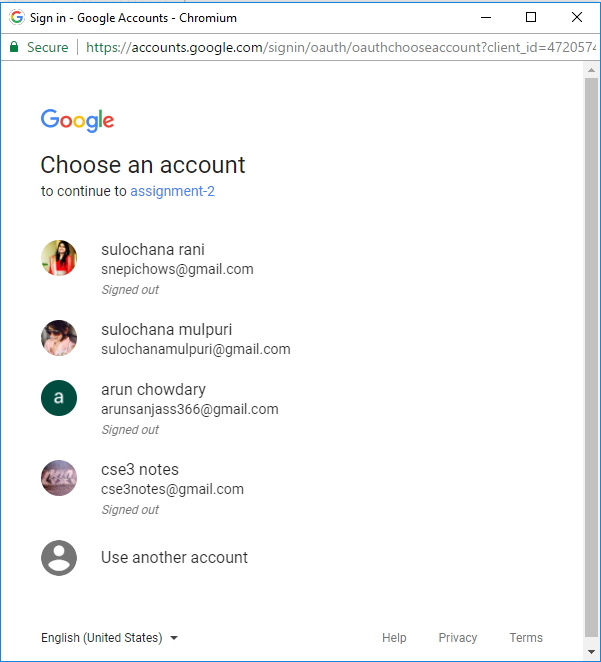 Sign in - Google Accounts - Chromium
Secure https://accounts.google.com/signin/oauth/oauthchooseaccount?client_id=4720574
Google
Choose an account
to continue to assignment-2
sulochana rani
snepichows@gmail.com
Signed out
sulochana mulpuri
sulochanamulpuri@gmail.com
a
arun chowdary
arunsanjass366@gmail.com
Signed out
cse3 notes
cse3notes@gmail.com
Signed out
Use another account
English (United States) Help Privacy Terms